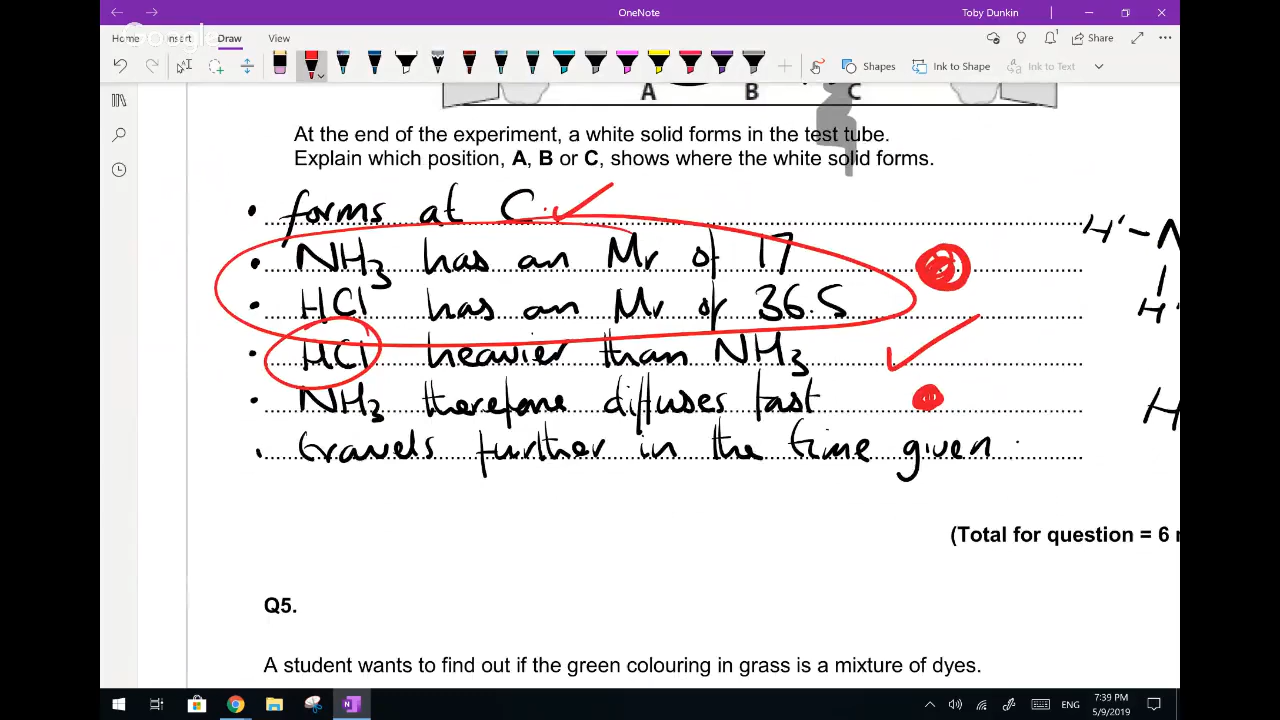 OneNote
Toby Dunkin
Google
Home Insert Draw View
Share
Shapes
Ink to Shape
Ink to Text
A B C
At the end of the experiment, a white solid forms in the test tube.
Explain which position, A, B or C, shows where the white solid forms.
• forms at C.
• NH3 has an Mr of 17
• HCl has an Mr of 36.5
• HCl heavier than NH3
• NH3 therefore diffuses fast
• travels further in the time given.
H - N
H
H
(Total for question = 6 m
Q5.
A student wants to find out if the green colouring in grass is a mixture of dyes.
ENG
7:39 PM
5/9/2019